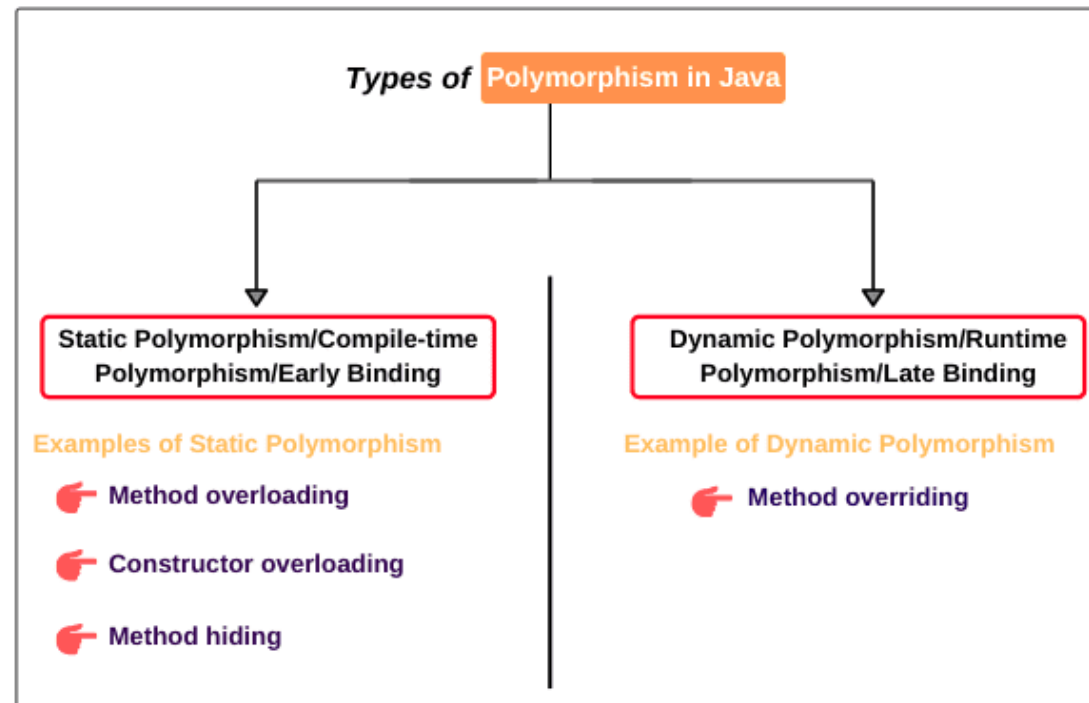 Types of Polymorphism in Java
Static Polymorphism/Compile-time
Polymorphism/Early Binding
Examples of Static Polymorphism
Method overloading
Constructor overloading
Method hiding
Dynamic Polymorphism/Runtime
Polymorphism/Late Binding
Example of Dynamic Polymorphism
Method overriding